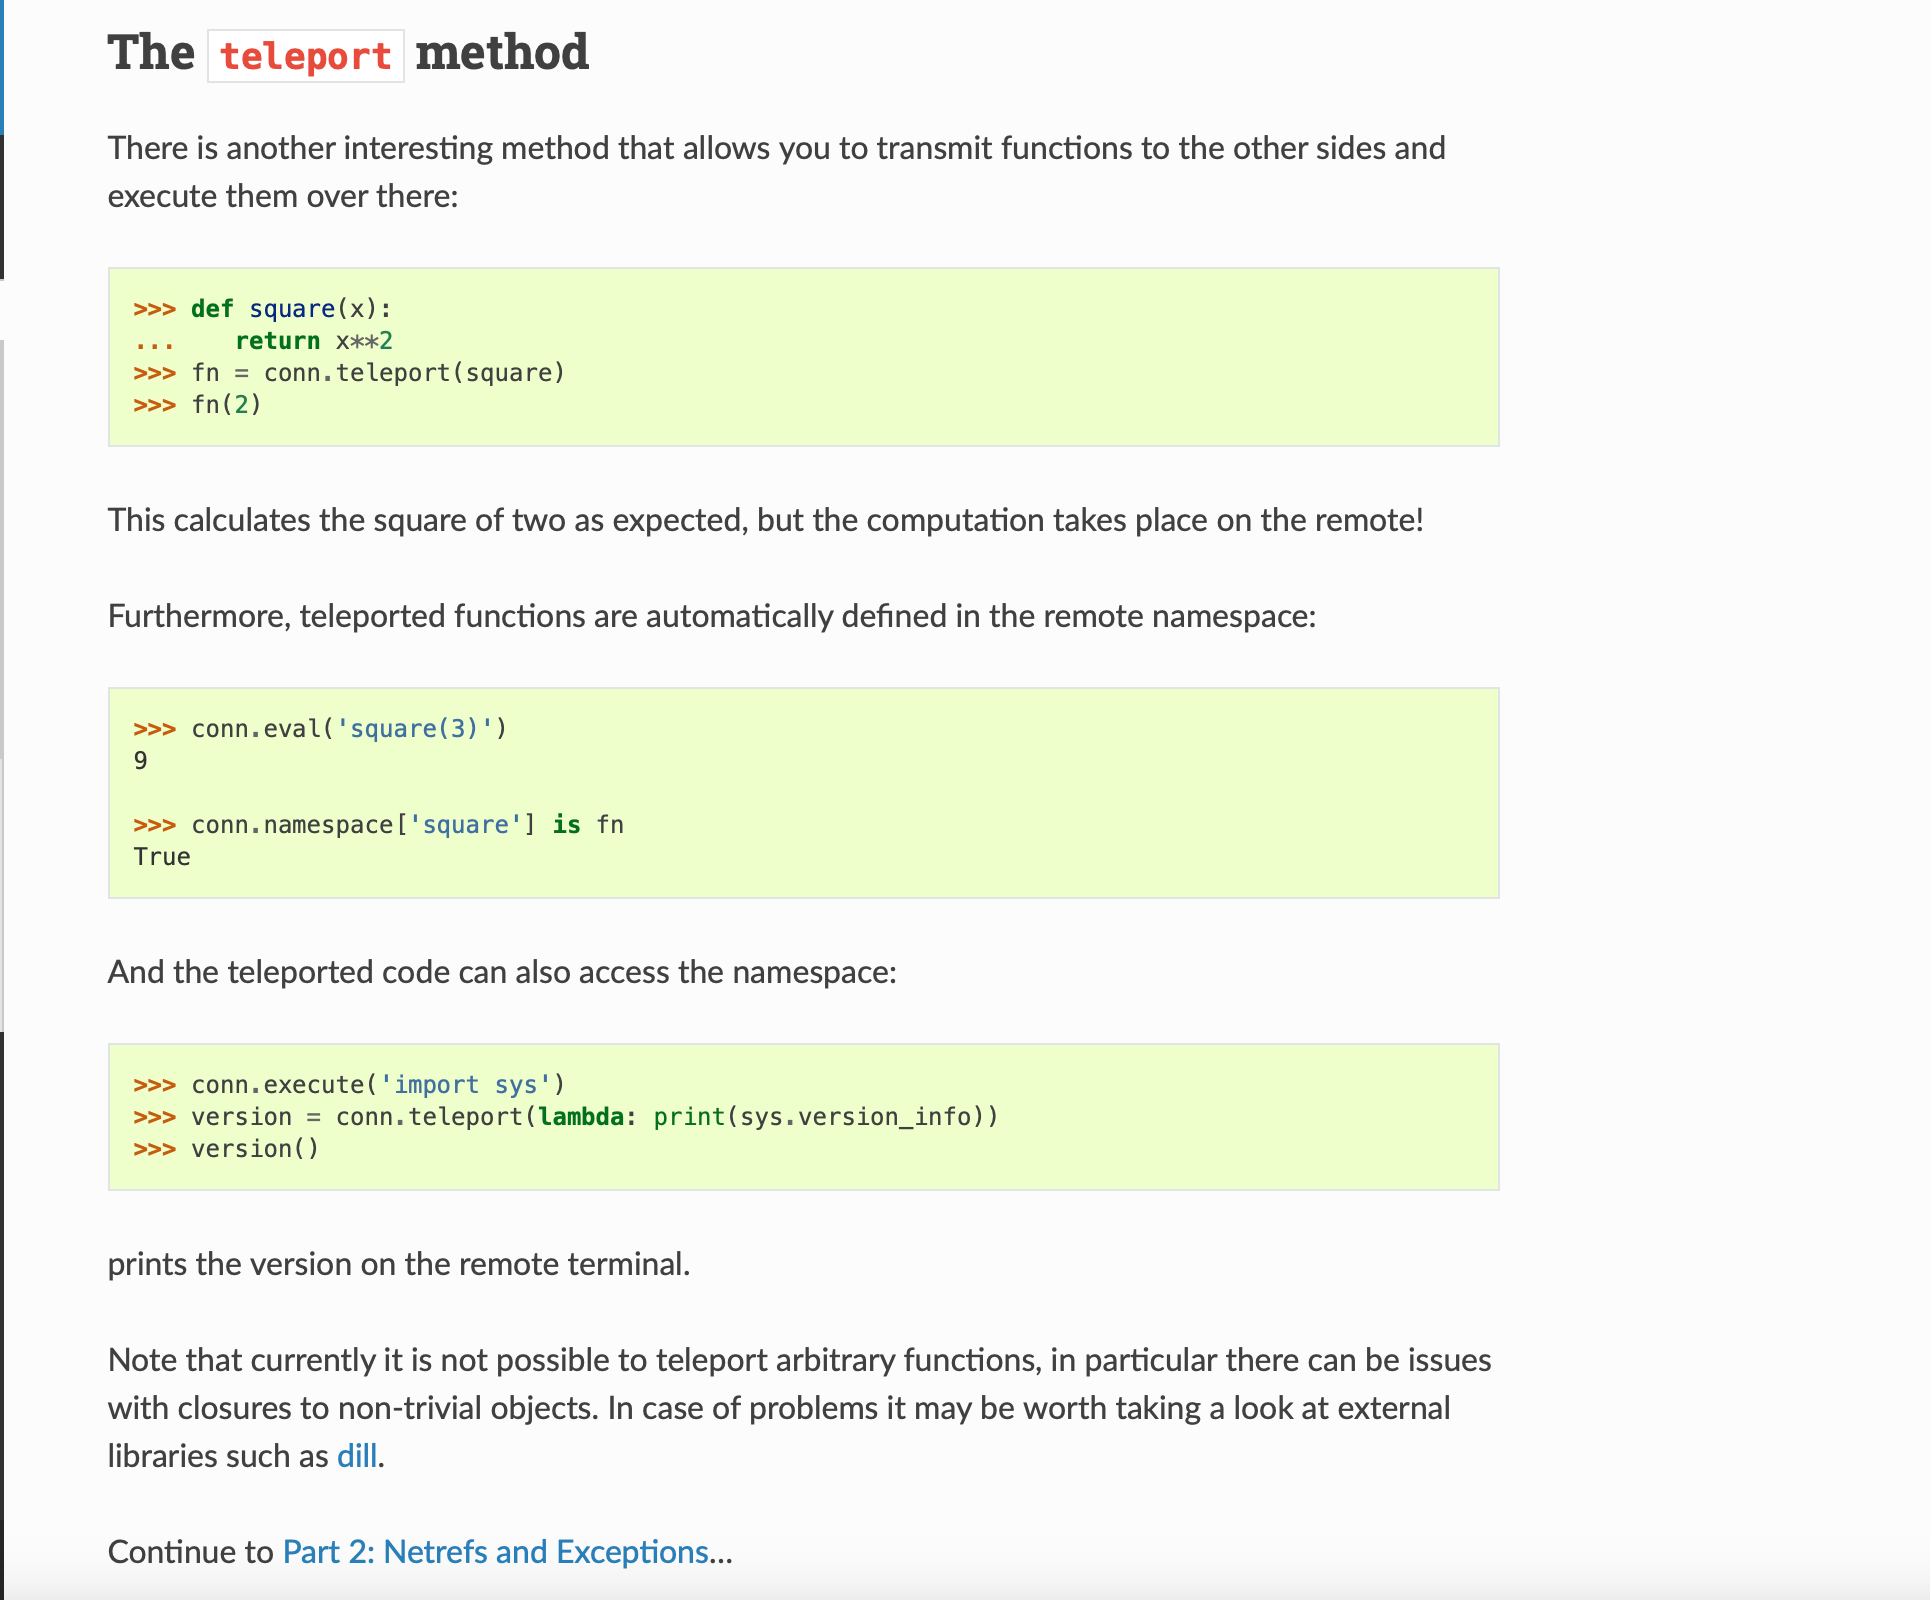 The teleport method
There is another interesting method that allows you to transmit functions to the other sides and
execute them over there:
>>> def square(x):
...    return x**2
>>> fn = conn.teleport(square)
>>> fn(2)
This calculates the square of two as expected, but the computation takes place on the remote!
Furthermore, teleported functions are automatically defined in the remote namespace:
>>> conn.eval('square(3)')
9
>>> conn.namespace['square'] is fn
True
And the teleported code can also access the namespace:
>>> conn.execute('import sys')
>>> version = conn.teleport(lambda: print(sys.version_info))
>>> version()
prints the version on the remote terminal.
Note that currently it is not possible to teleport arbitrary functions, in particular there can be issues
with closures to non-trivial objects. In case of problems it may be worth taking a look at external
libraries such as dill.
Continue to Part 2: Netrefs and Exceptions...